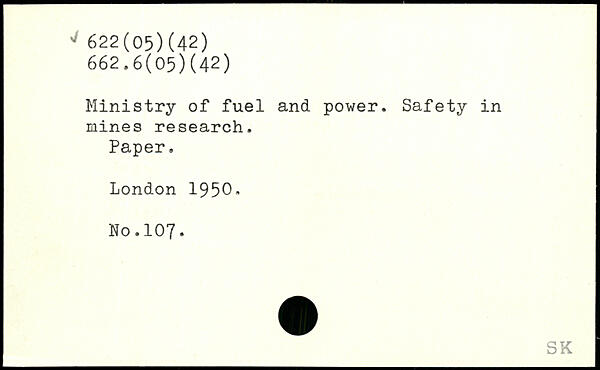 622(05)(42)
662.6(05)(42)
Ministry of fuel and power. Safety in
mines research.
Paper.
London 1950.
No.107.
SK